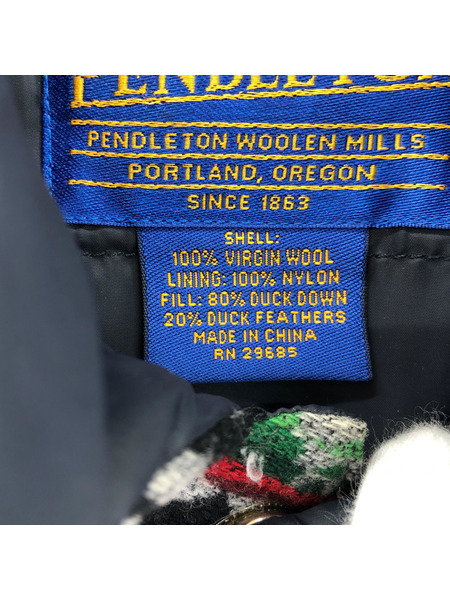 PENDLETON
PENDLETON WOOLEN MILLS
PORTLAND, OREGON
SINCE 1863
SHELL:
100% VIRGIN WOOL
LINING: 100% NYLON
FILL: 80% DUCK DOWN
20% DUCK FEATHERS
MADE IN CHINA
RN 29685